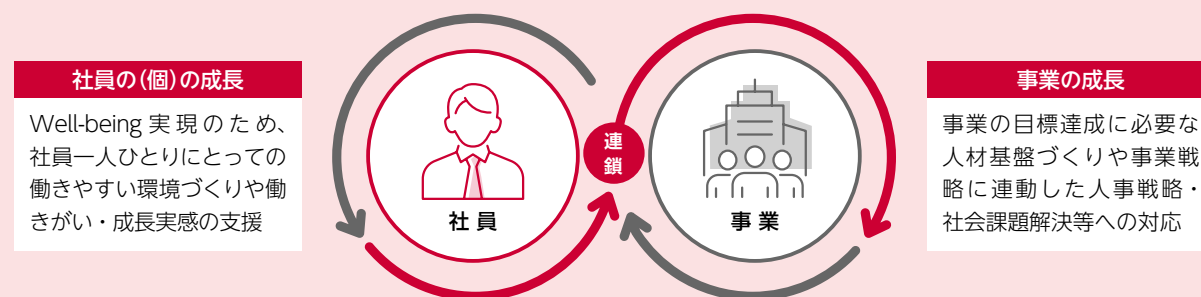 社員の(個)の成長
Well-being 実現のため、
社員一人ひとりにとっての
働きやすい環境づくりや働
きがい・成長実感の支援
社員
連
鎖
事業
事業の成長
事業の目標達成に必要な
人材基盤づくりや事業戦
略に連動した人事戦略・
社会課題解決等への対応